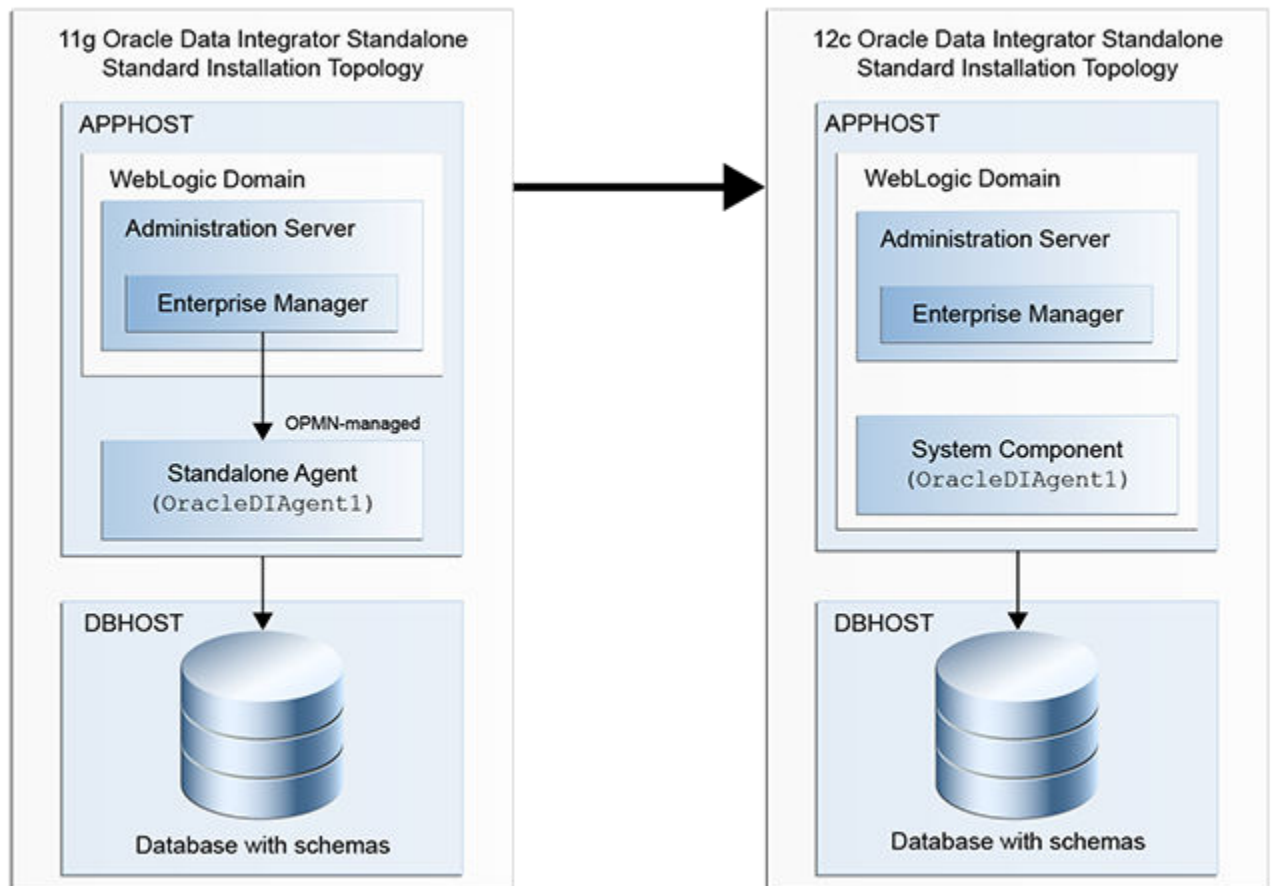 11g Oracle Data Integrator Standalone
Standard Installation Topology
APPHOST
WebLogic Domain
Administration Server
Enterprise Manager
OPMN-managed
Standalone Agent
(OracleDIAgent1)
DBHOST
Database with schemas
12c Oracle Data Integrator Standalone
Standard Installation Topology
APPHOST
WebLogic Domain
Administration Server
Enterprise Manager
System Component
(OracleDIAgent1)
DBHOST
Database with schemas